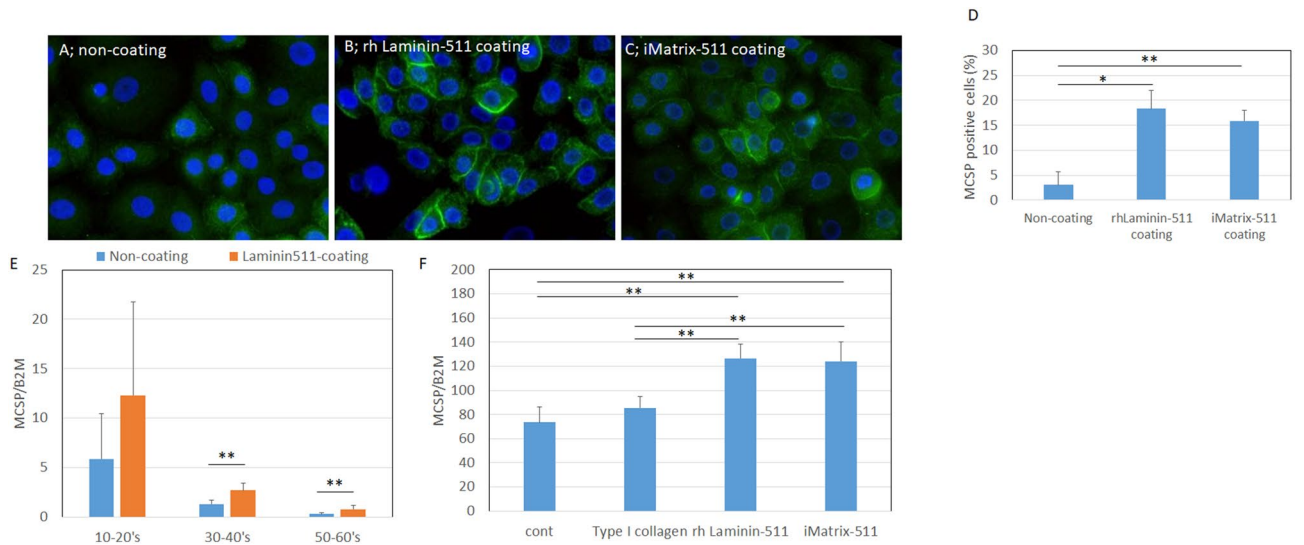 A; non-coating
B; rh Laminin-511 coating
C; iMatrix-511 coating
D
MCSP positive cells (%)
30
25
20
15
10
5
0
*
**
Non-coating
rhLaminin-511 coating
iMatrix-511 coating
E
Non-coating
Laminin511-coating
MCSP/B2M
25
20
15
10
5
0
**
**
10-20's
30-40's
50-60's
F
MCSP/B2M
200
180
160
140
120
100
80
60
40
20
0
**
**
**
**
cont
Type I collagen
rh Laminin-511
iMatrix-511